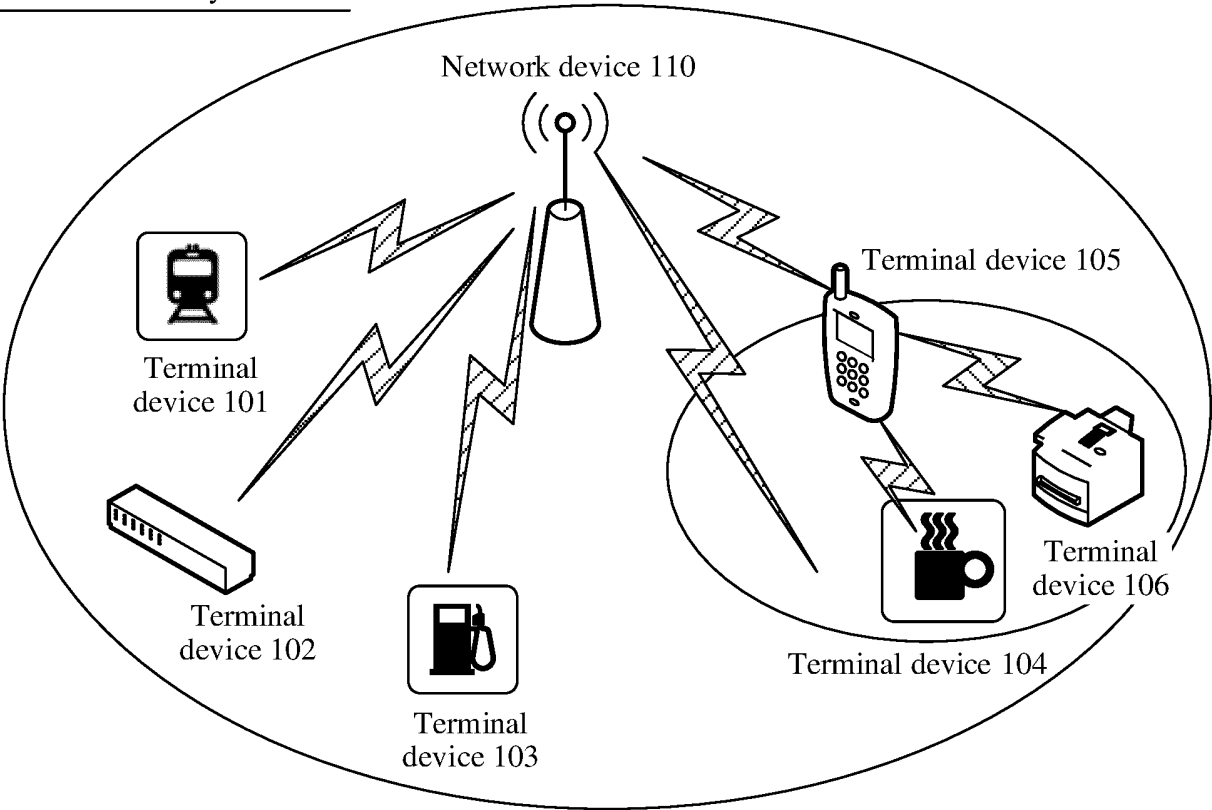 Network device 110
Terminal device 105
Terminal
device 101
Terminal
device 106
Terminal
device 102
Terminal device 104
Terminal
device 103